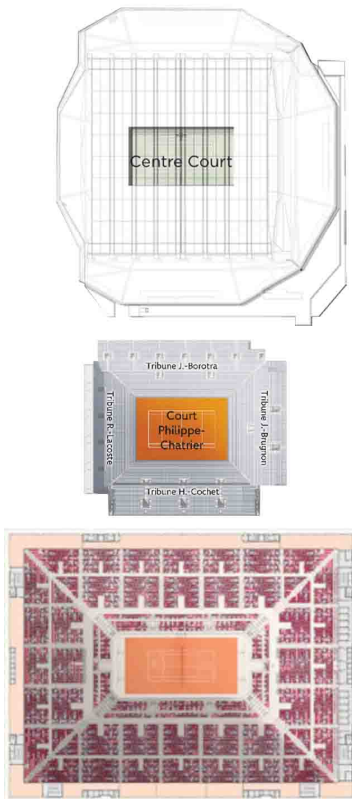 Centre Court
Tribune J.-Borotra
Tribune R.-Lacoste
Court
Philippe-
Chatrier
Tribune J.-Brugnon
Tribune H.-Cochet